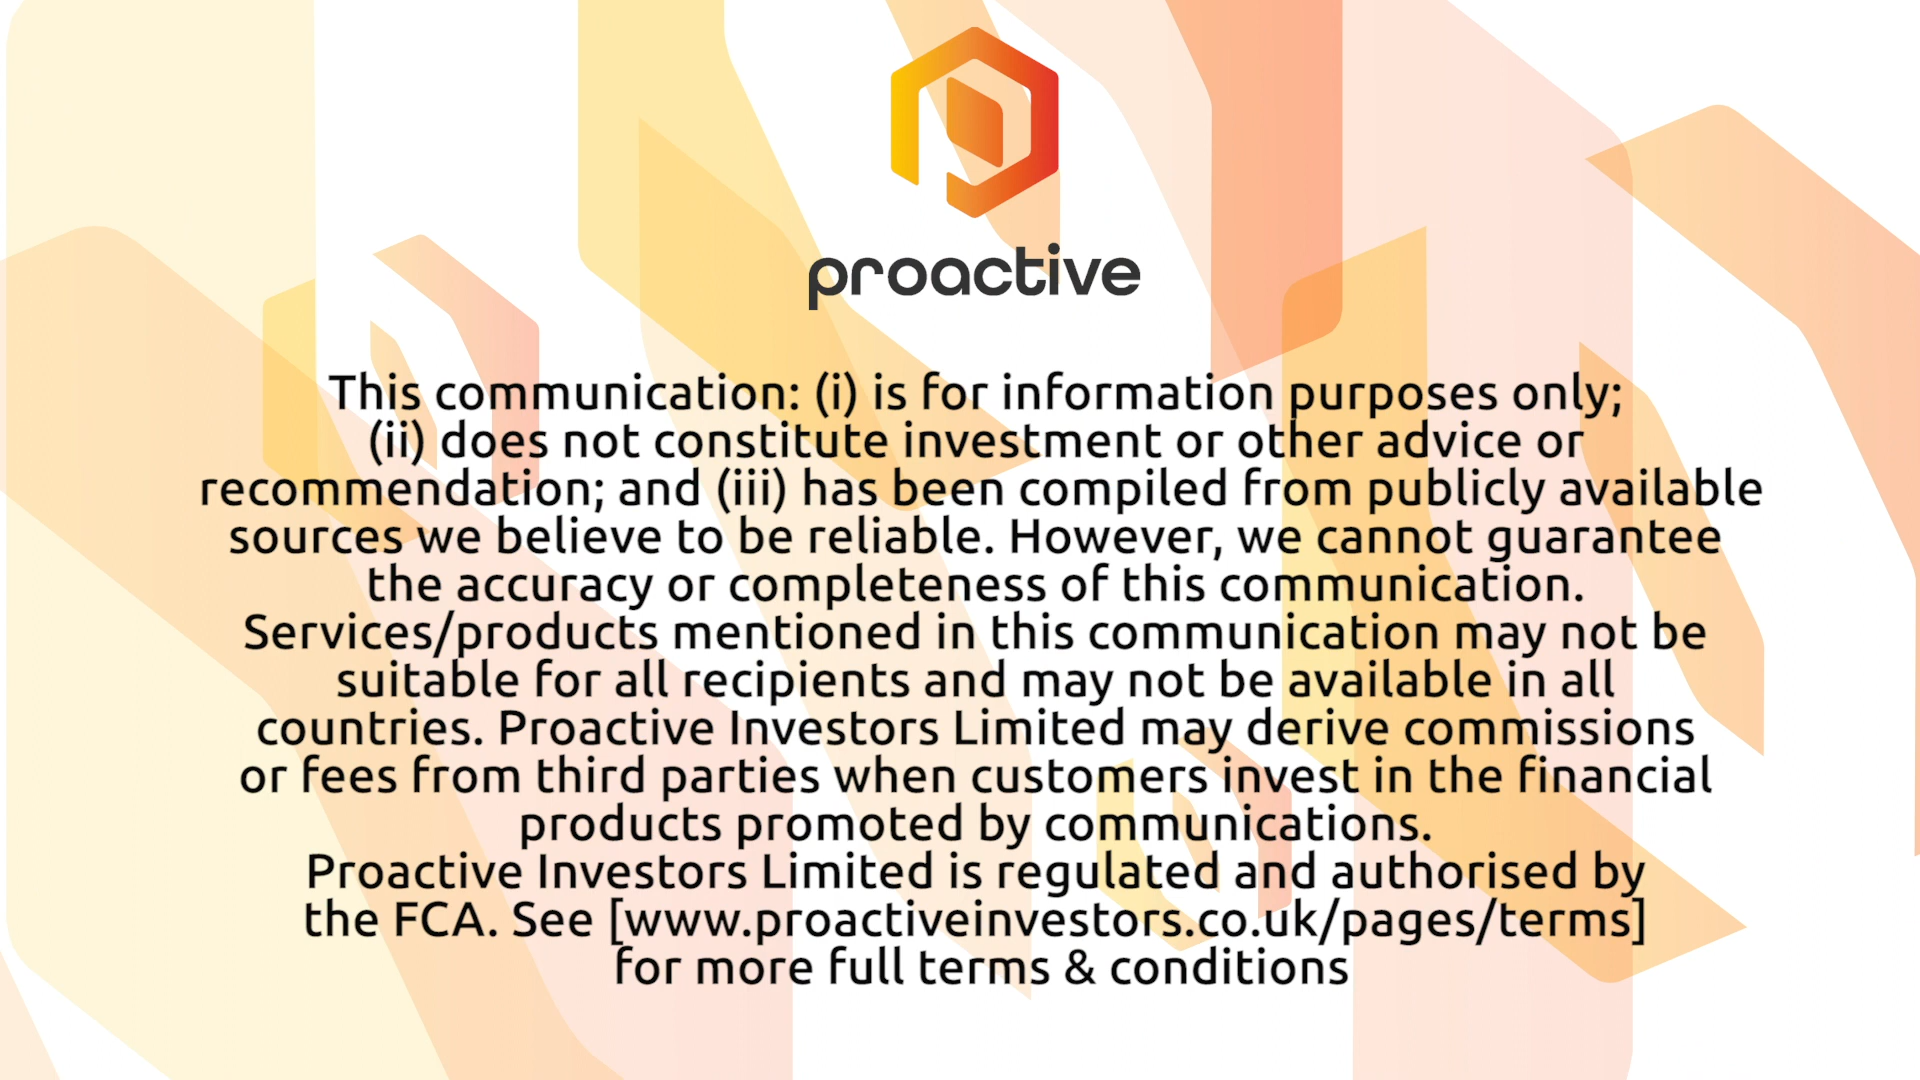 proactive
This communication: (i) is for information purposes only;
(ii) does not constitute investment or other advice or
recommendation; and (iii) has been compiled from publicly available
sources we believe to be reliable. However, we cannot guarantee
the accuracy or completeness of this communication.
Services/products mentioned in this communication may not be
suitable for all recipients and may not be available in all
countries. Proactive Investors Limited may derive commissions
or fees from third parties when customers invest in the financial
products promoted by communications.
Proactive Investors Limited is regulated and authorised by
the FCA. See [www.proactiveinvestors.co.uk/pages/terms]
for more full terms & conditions